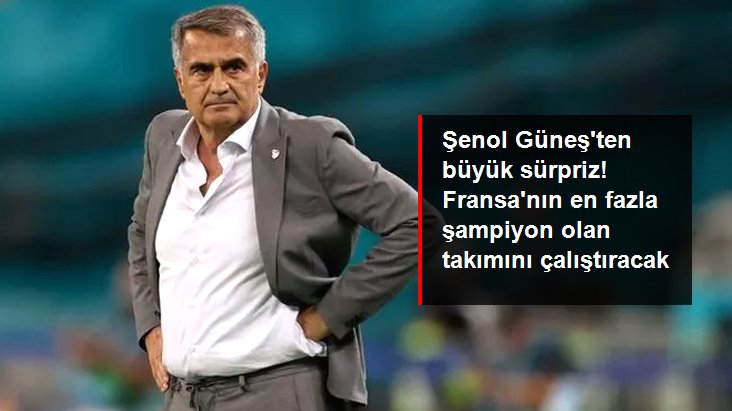 Şenol Güneş'ten
büyük sürpriz!
Fransa'nın en fazla
şampiyon olan
takımını çalıştıracak